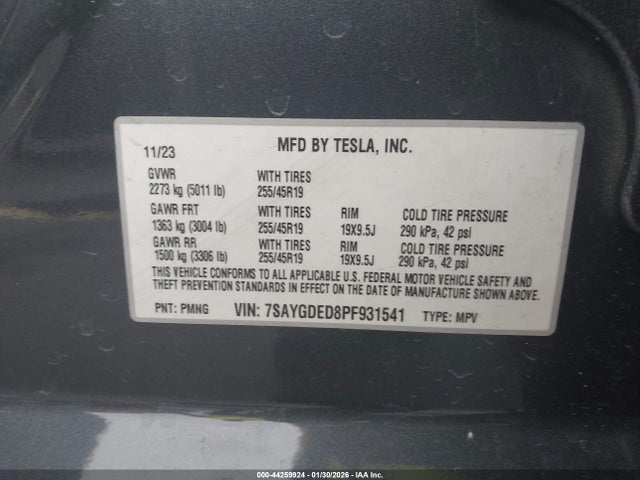 11/23 MFD BY TESLA, INC.
GVWR WITH TIRES
2273 kg (5011 lb) 255/45R19
GAWR FRT WITH TIRES RIM COLD TIRE PRESSURE
1363 kg (3004 lb) 255/45R19 19X9.5J 290 kPa, 42 psi
GAWR RR WITH TIRES RIM COLD TIRE PRESSURE
1500 kg (3306 lb) 255/45R19 19X9.5J 290 kPa, 42 psi
THIS VEHICLE CONFORMS TO ALL APPLICABLE U.S. FEDERAL MOTOR VEHICLE SAFETY AND
THEFT PREVENTION STANDARDS IN EFFECT ON THE DATE OF MANUFACTURE SHOWN ABOVE.
PNT: PMNG VIN: 7SAYGDED8PF931541 TYPE: MPV
000-44259924 | 01/30/2026 | IAA Inc.